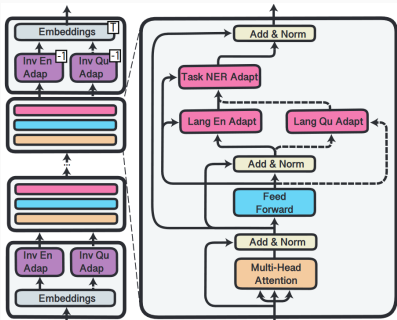 Embeddings
T
Inv En
Adap
-1
Inv Qu
Adap
-1
Inv En
Adap
Inv Qu
Adap
Embeddings
Add & Norm
Task NER Adapt
Lang En Adapt
Lang Qu Adapt
Add & Norm
Feed
Forward
Add & Norm
Multi-Head
Attention